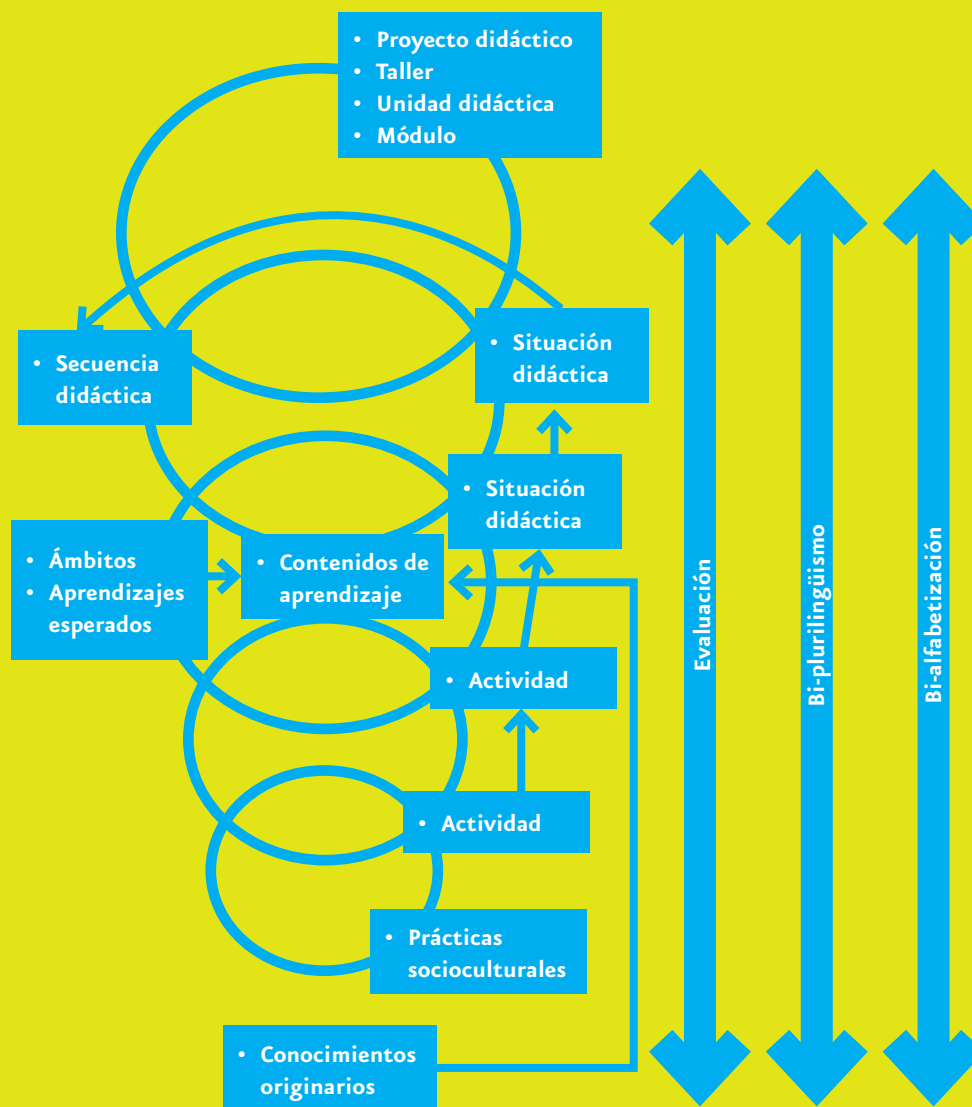 • Proyecto didáctico
• Taller
• Unidad didáctica
• Módulo
• Secuencia
didáctica
• Situación
didáctica
• Situación
didáctica
• Ámbitos
• Aprendizajes
esperados
• Contenidos de
aprendizaje
• Actividad
• Actividad
• Prácticas
socioculturales
• Conocimientos
originarios
Evaluación
Bi-plurilingüismo
Bi-alfabetización